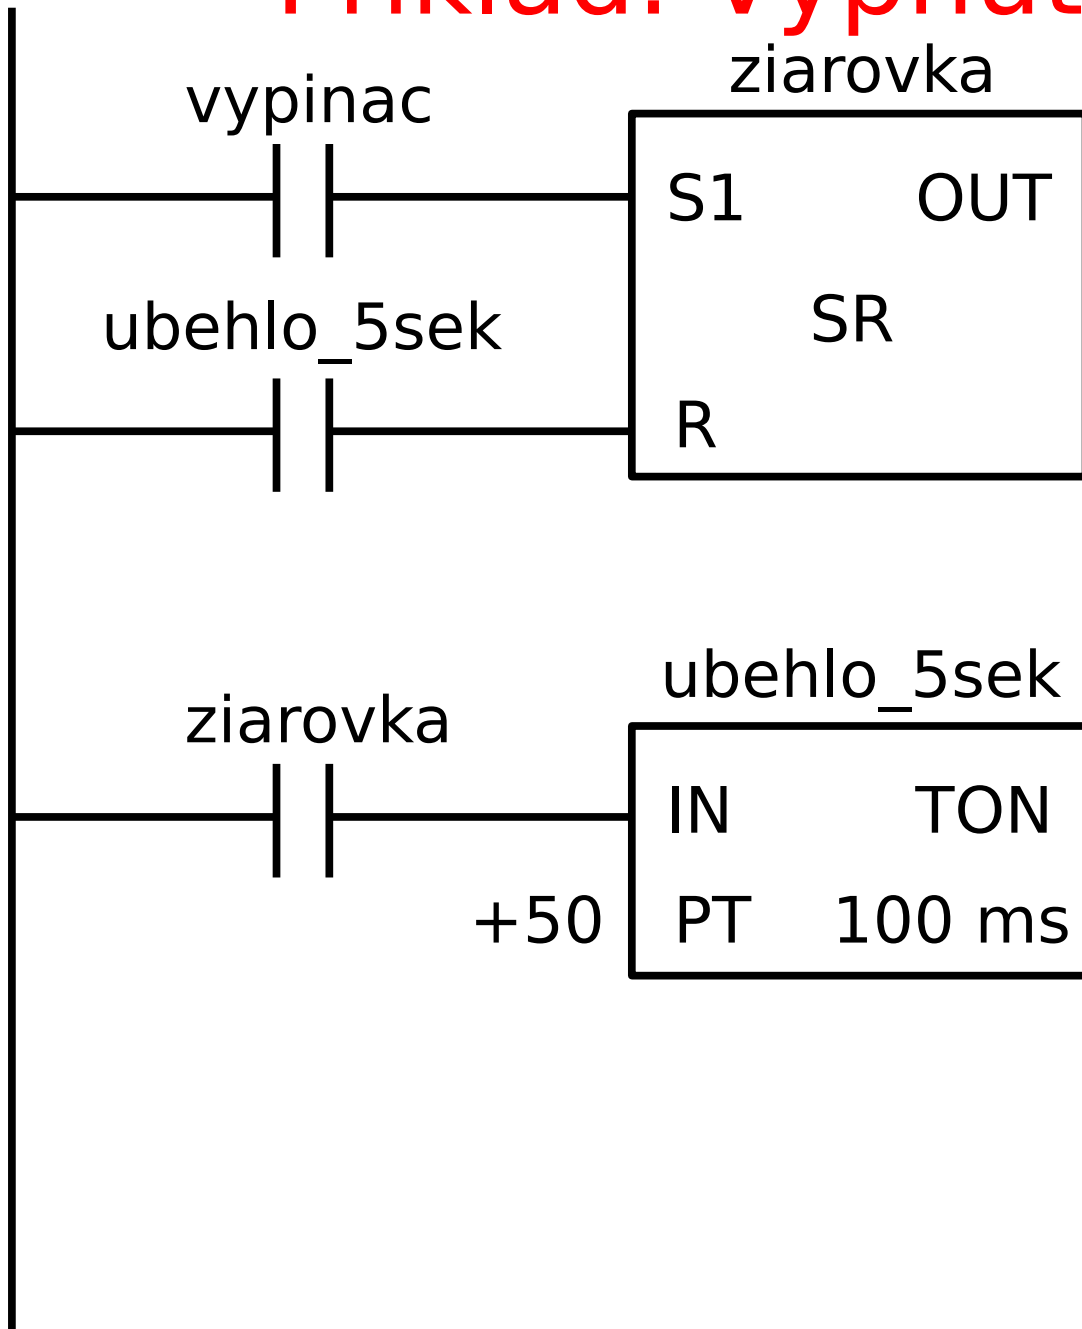 ziarovka
vypinac
S1 OUT
ubehlo_5sek
SR
R
ubehlo_5sek
ziarovka
IN TON
+50 PT 100 ms